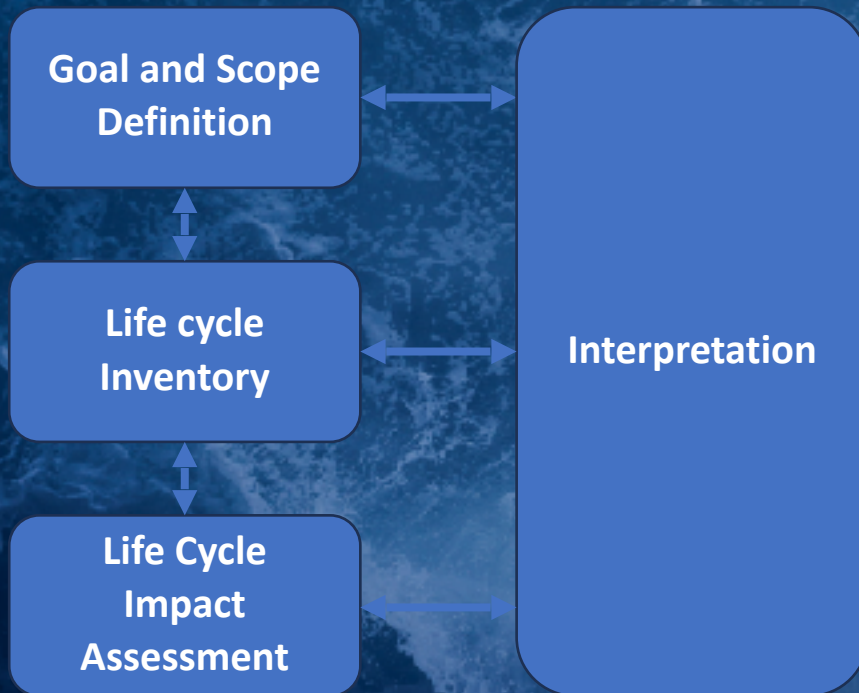 Goal and Scope
Definition
Life cycle
Inventory
Interpretation
Life Cycle
Impact
Assessment